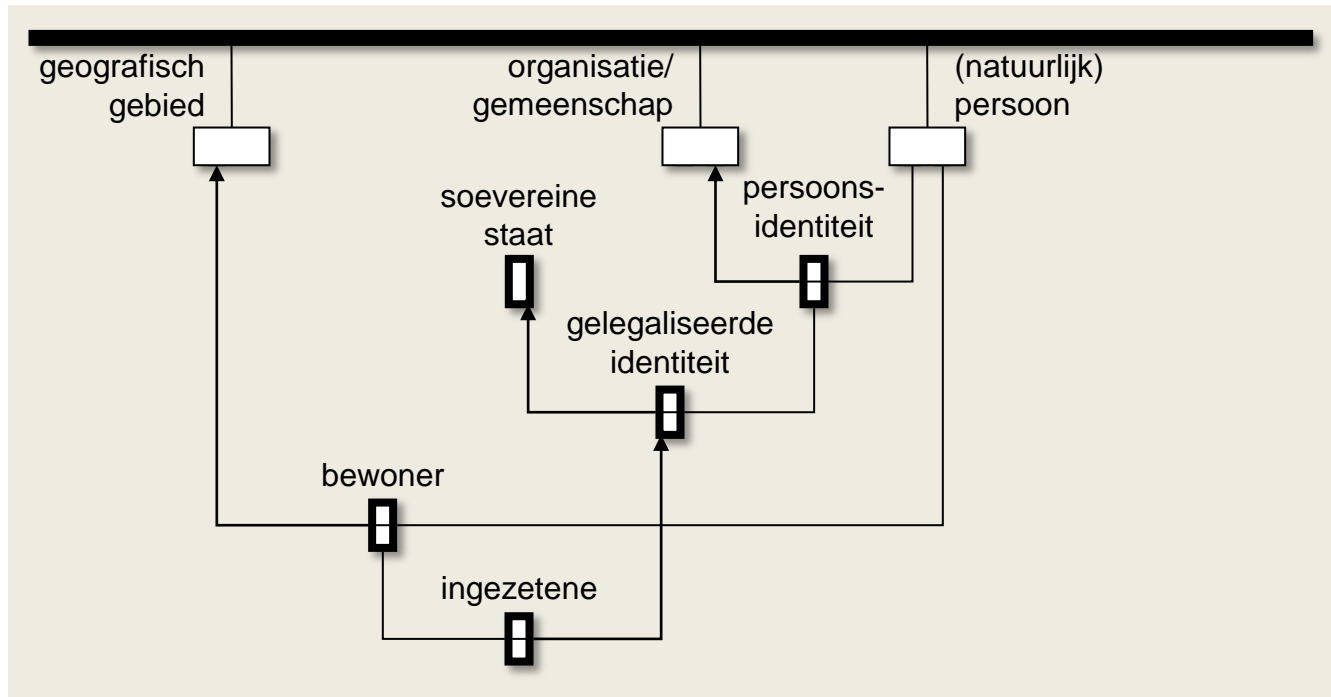 geografisch
gebied
organisatie/
gemeenschap
(natuurlijk)
persoon
persoons-
identiteit
soevereine
staat
gelegaliseerde
identiteit
bewoner
ingezetene